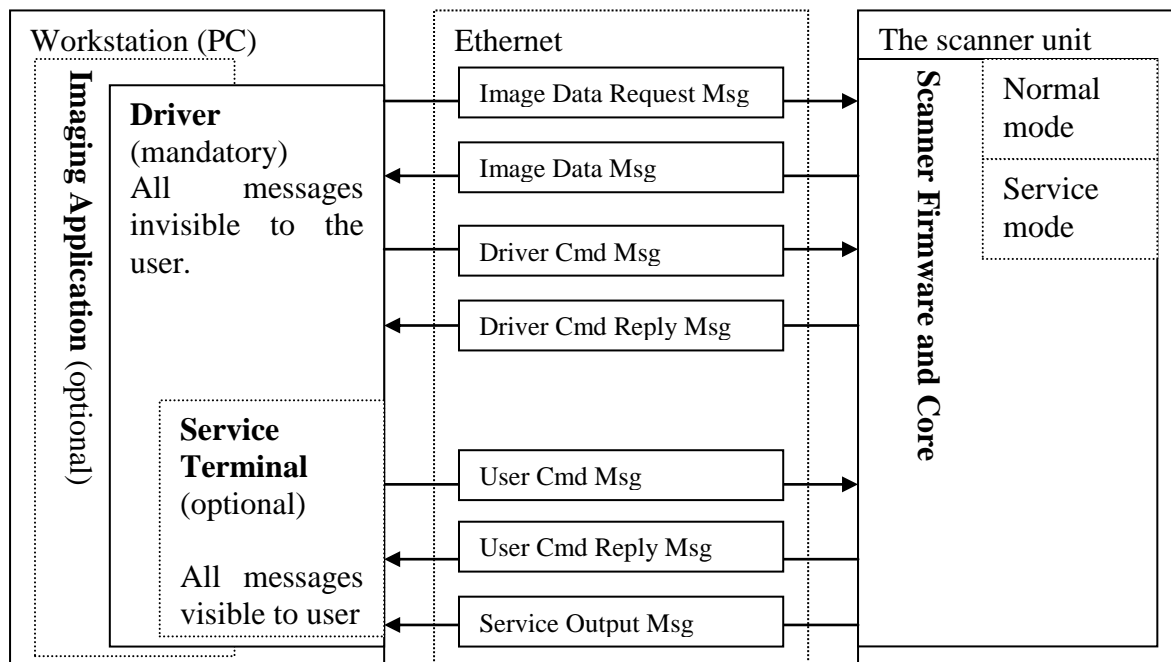 Workstation (PC)
Imaging Application (optional)
Driver
(mandatory)
All messages
invisible to the
user.
Service
Terminal
(optional)
All messages
visible to user
Ethernet
Image Data Request Msg
Image Data Msg
Driver Cmd Msg
Driver Cmd Reply Msg
User Cmd Msg
User Cmd Reply Msg
Service Output Msg
The scanner unit
Scanner Firmware and Core
Normal
mode
Service
mode